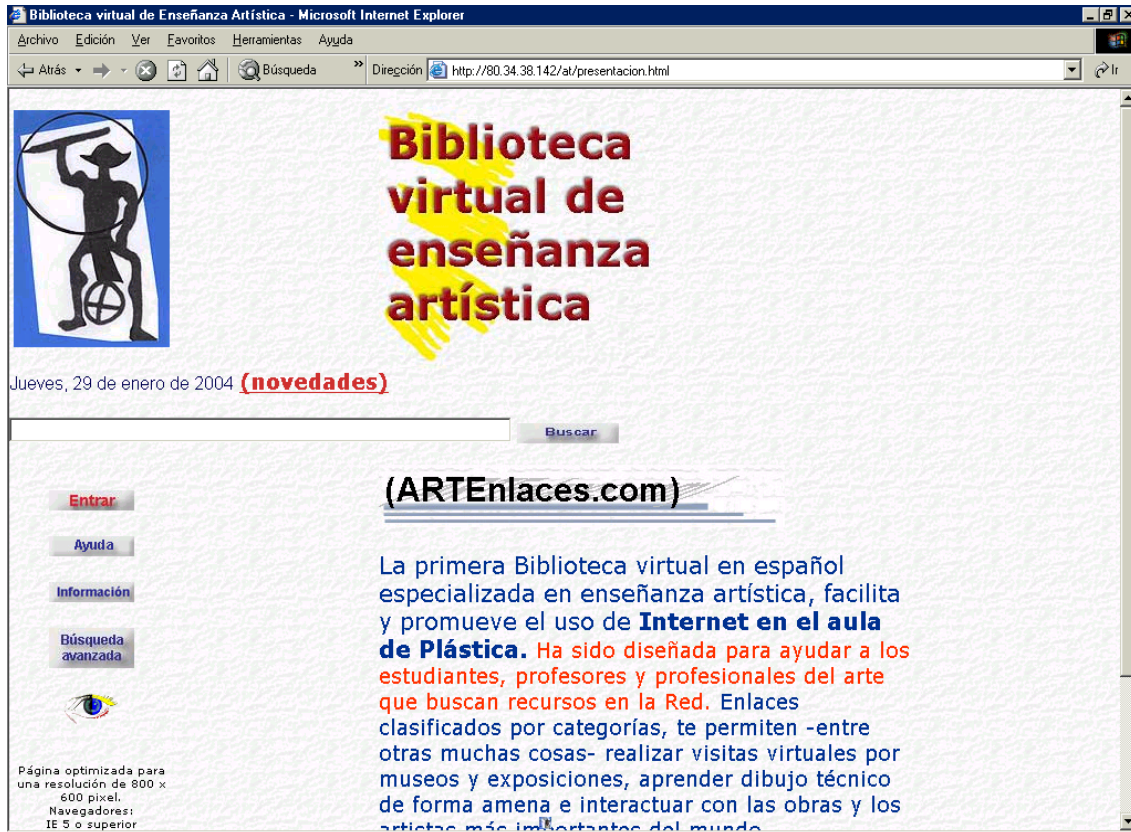 Biblioteca virtual de Enseñanza Artística - Microsoft Internet Explorer
Archivo Edición Ver Favoritos Herramientas Ayuda
Atrás Búsqueda » Dirección http://80.34.38.142/at/presentacion.html Ir
Biblioteca
virtual de
enseñanza
artística
Jueves, 29 de enero de 2004 (novedades)
Buscar
Entrar
Ayuda
Información
Búsqueda
avanzada
Página optimizada para
una resolución de 800 x
600 pixel.
Navegadores:
IE 5 o superior
(ARTEnlaces.com)
La primera Biblioteca virtual en español
especializada en enseñanza artística, facilita
y promueve el uso de Internet en el aula
de Plástica. Ha sido diseñada para ayudar a los
estudiantes, profesores y profesionales del arte
que buscan recursos en la Red. Enlaces
clasificados por categorías, te permiten -entre
otras muchas cosas- realizar visitas virtuales por
museos y exposiciones, aprender dibujo técnico
de forma amena e interactuar con las obras y los
artistas más importantes del mundo